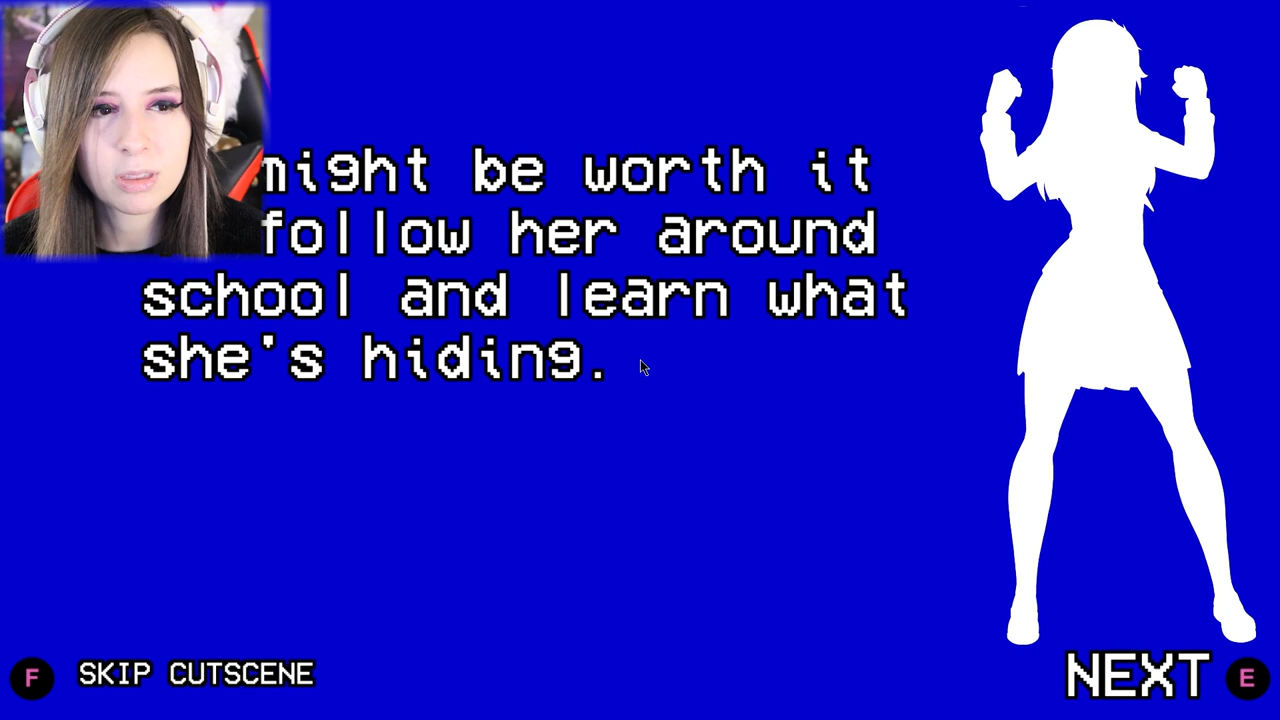 might be worth it
follow her around
school and learn what
she's hiding.
F SKIP CUTSCENE
NEXT E